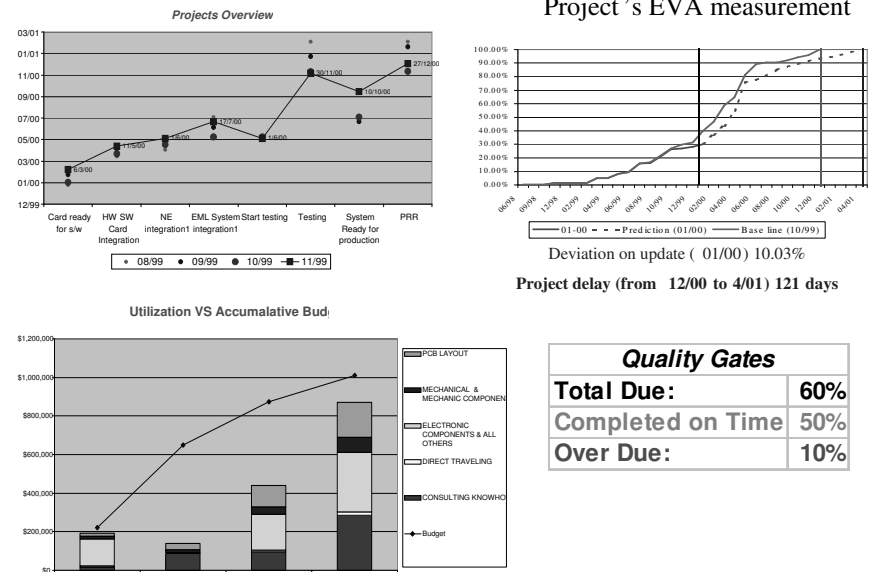 Projects Overview
03/01
01/01
11/00
09/00
07/00
05/00
03/00
01/00
12/99
6/3/00
11/5/00
1/6/00
17/7/00
1/6/00
30/11/00
10/10/00
27/12/00
Card ready for s/w
HW SW Card Integration
NE integration1
EML System integration1
Start testing
Testing
System Ready for production
PRR
08/99 09/99 10/99 11/99
Project 's EVA measurement
100.00%
90.00%
80.00%
70.00%
60.00%
50.00%
40.00%
30.00%
20.00%
10.00%
0.00%
06/98 09/98 12/98 02/99 04/99 06/99 08/99 10/99 12/99 02/00 04/00 06/00 08/00 10/00 12/00 02/01 04/01
01-00 Prediction (01/00) Base line (10/99)
Deviation on update ( 01/00) 10.03%
Project delay (from 12/00 to 4/01) 121 days
Utilization VS Accumalative Bud
$1,200,000
$1,000,000
$800,000
$600,000
$400,000
$200,000
$0
PCB LAYOUT
MECHANICAL &
MECHANIC COMPONEN
ELECTRONIC
COMPONENTS & ALL
OTHERS
DIRECT TRAVELING
CONSULTING KNOWHO
Budget
Quality Gates
Total Due: 60%
Completed on Time 50%
Over Due: 10%